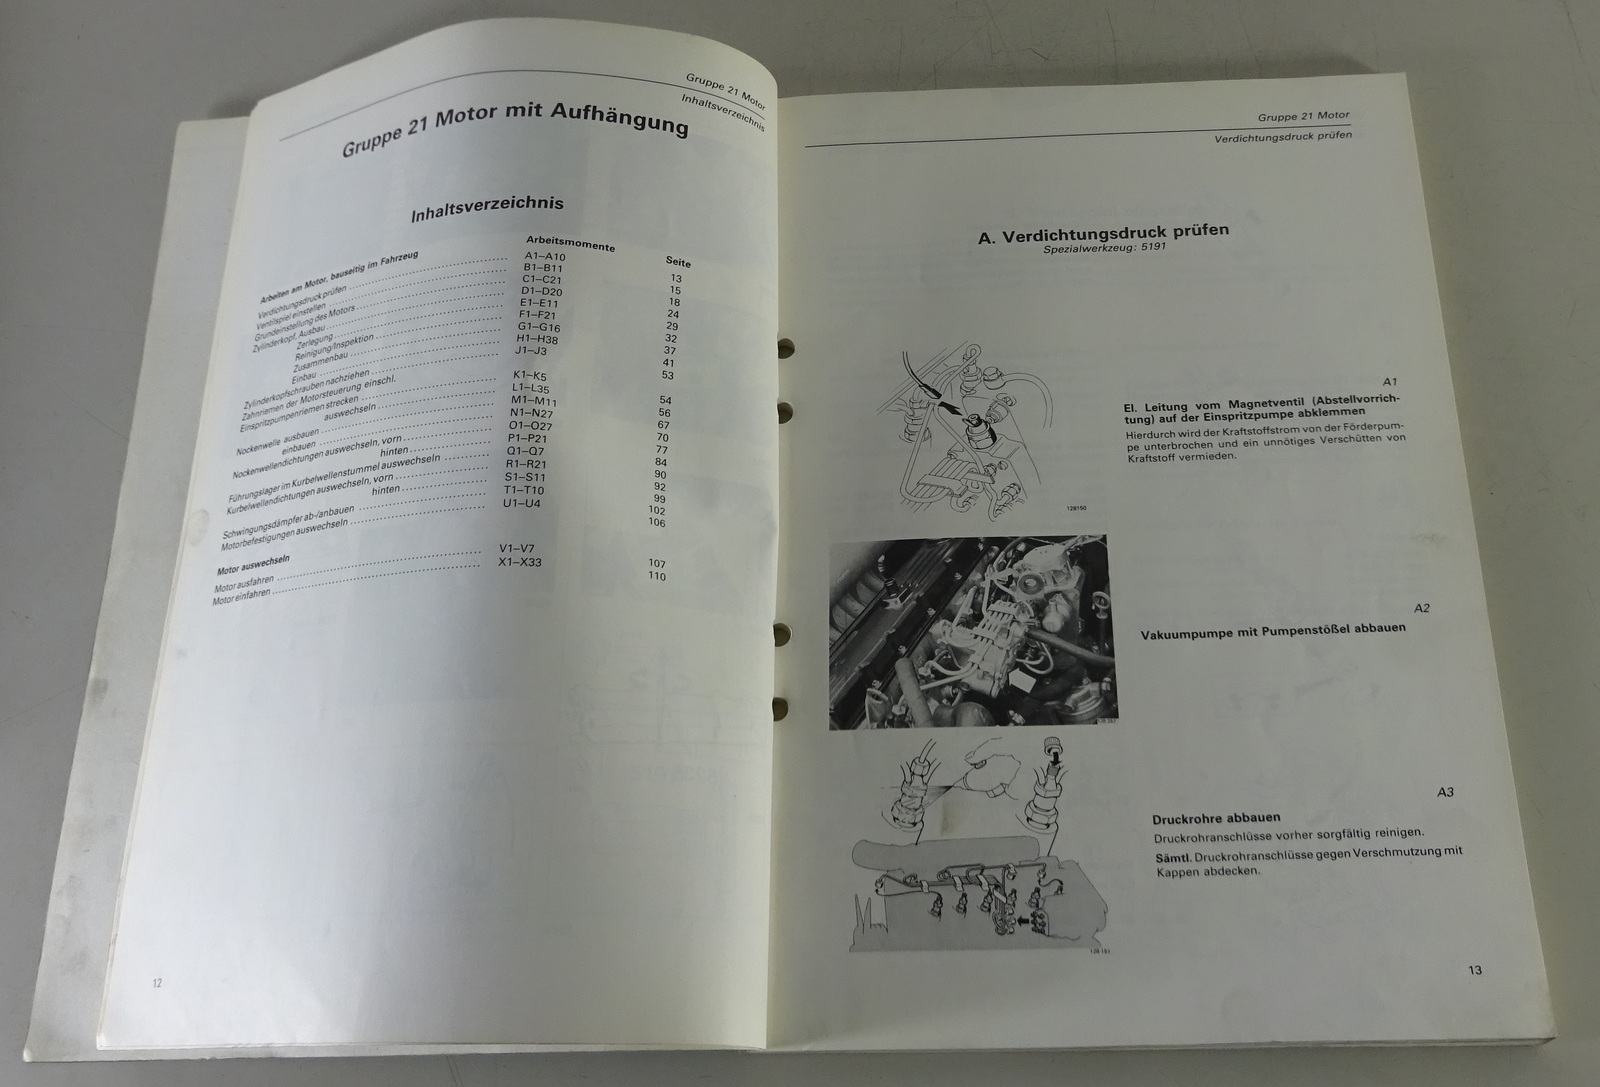 Gruppe 21 Motor
Inhaltsverzeichnis
Gruppe 21 Motor mit Aufhängung
Inhaltsverzeichnis
Arbeitsmomente Seite
Arbeiten am Motor, bauseitig im Fahrzeug
Verdichtungsdruck prüfen A1–A10 13
Ventilspiel einstellen B1–B11 15
Grundeinstellung des Motors C1–C21 18
Zylinderkopf, Ausbau D1–D20 24
Zerlegung E1–E11 29
Reinigung/Inspektion F1–F21 32
Zusammenbau G1–G16 37
Einbau H1–H38 41
Zylinderkopfschrauben nachziehen J1–J3 53
Zahnriemen der Motorsteuerung einschl.
Einspritzpumpenriemen strecken K1–K5 54
auswechseln L1–L35 56
Nockenwelle ausbauen M1–M11 67
einbauen N1–N27 70
Nockenwellendichtungen auswechseln, vorn O1–O27 77
hinten P1–P21 84
Führungslager im Kurbelwellenstummel auswechseln Q1–Q7 90
Kurbelwellendichtungen auswechseln, vorn R1–R21 92
hinten S1–S11 99
Schwingungsdämpfer ab-/anbauen T1–T10 102
Motorbefestigungen auswechseln U1–U4 106
Motor auswechseln
Motor ausfahren V1–V7 107
Motor einfahren X1–X33 110
12
Gruppe 21 Motor
Verdichtungsdruck prüfen
A. Verdichtungsdruck prüfen
Spezialwerkzeug: 5191
A1
El. Leitung vom Magnetventil (Abstellvorrich-
tung) auf der Einspritzpumpe abklemmen
Hierdurch wird der Kraftstoffstrom von der Förderpum-
pe unterbrochen und ein unnötiges Verschütten von
Kraftstoff vermieden.
128150
A2
Vakuumpumpe mit Pumpenstößel abbauen
A3
Druckrohre abbauen
Druckrohranschlüsse vorher sorgfältig reinigen.
Sämtl. Druckrohranschlüsse gegen Verschmutzung mit
Kappen abdecken.
13